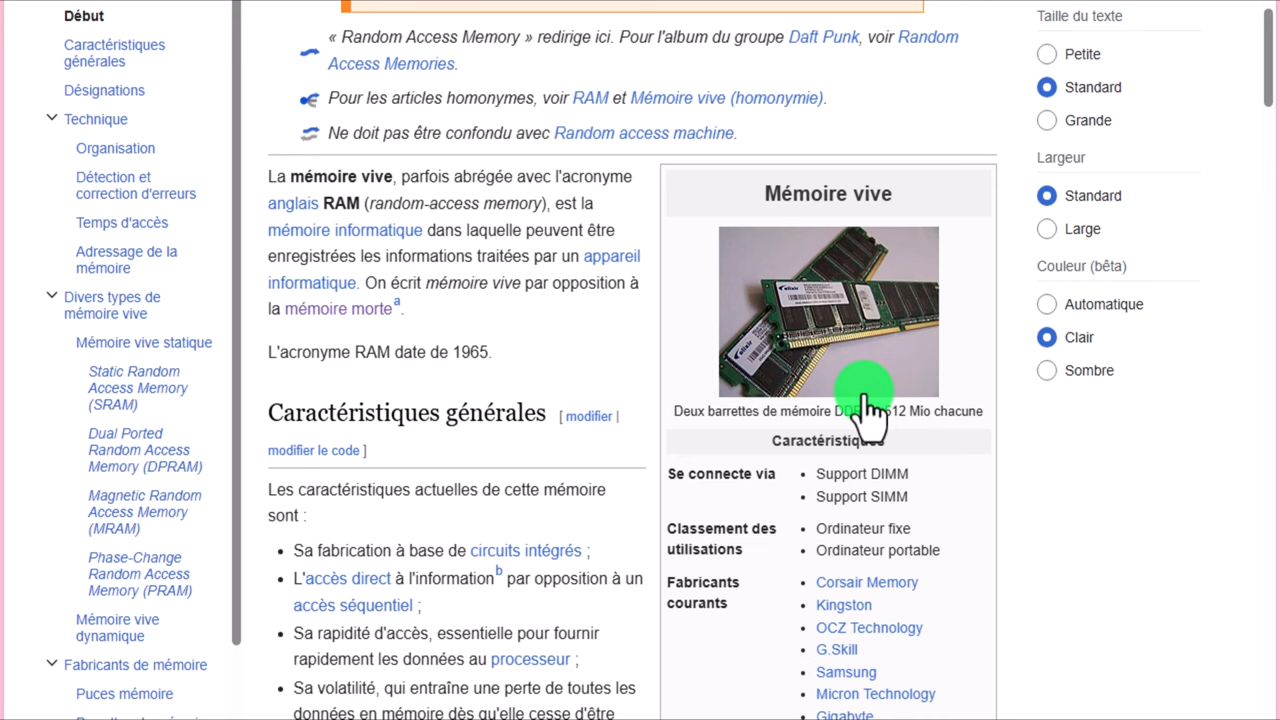 Début
Caractéristiques
générales
Désignations
Technique
Organisation
Détection et
correction d'erreurs
Temps d'accès
Adressage de la
mémoire
Divers types de
mémoire vive
Mémoire vive statique
Static Random
Access Memory
(SRAM)
Dual Ported
Random Access
Memory (DPRAM)
Magnetic Random
Access Memory
(MRAM)
Phase-Change
Random Access
Memory (PRAM)
Mémoire vive
dynamique
Fabricants de mémoire
Puces mémoire
« Random Access Memory » redirige ici. Pour l'album du groupe Daft Punk, voir Random
Access Memories.
Pour les articles homonymes, voir RAM et Mémoire vive (homonymie).
Ne doit pas être confondu avec Random access machine.
La mémoire vive, parfois abrégée avec l'acronyme
anglais RAM (random-access memory), est la
mémoire informatique dans laquelle peuvent être
enregistrées les informations traitées par un appareil
informatique. On écrit mémoire vive par opposition à
la mémoire morte a.
L'acronyme RAM date de 1965.
Caractéristiques générales [ modifier |
modifier le code ]
Les caractéristiques actuelles de cette mémoire
sont :
• Sa fabrication à base de circuits intégrés ;
• L'accès direct à l'information b par opposition à un
accès séquentiel ;
• Sa rapidité d'accès, essentielle pour fournir
rapidement les données au processeur ;
• Sa volatilité, qui entraîne une perte de toutes les
données en mémoire dès qu'elle cesse d'être
Mémoire vive
elixir
elixir
Deux barrettes de mémoire 512 Mio chacune
Caractéristiques
Se connecte via
• Support DIMM
• Support SIMM
Classement des
utilisations
• Ordinateur fixe
• Ordinateur portable
Fabricants
courants
• Corsair Memory
• Kingston
• OCZ Technology
• G.Skill
• Samsung
• Micron Technology
• Gigabyte
Taille du texte
Petite
Standard
Grande
Largeur
Standard
Large
Couleur (bêta)
Automatique
Clair
Sombre